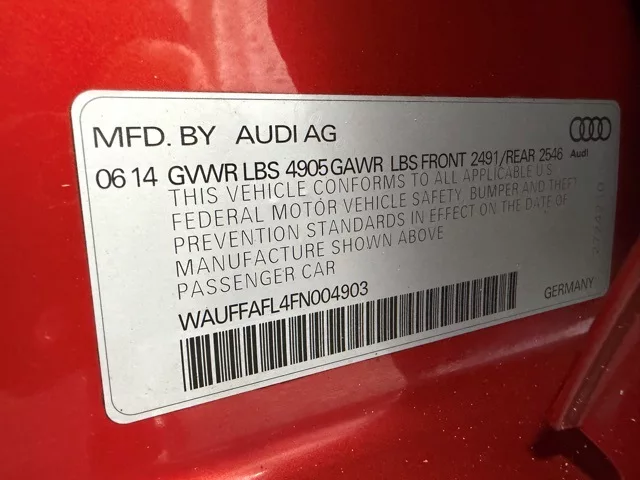 MFD. BY AUDI AG
Audi
06 14 GVWR LBS 4905 GAWR LBS FRONT 2491/REAR 2546
THIS VEHICLE CONFORMS TO ALL APPLICABLE U.S
FEDERAL MOTOR VEHICLE SAFETY, BUMPER AND THEFT
PREVENTION STANDARDS IN EFFECT ON THE DATE OF
MANUFACTURE SHOWN ABOVE
PASSENGER CAR
WAUFFAFL4FN004903
GERMANY